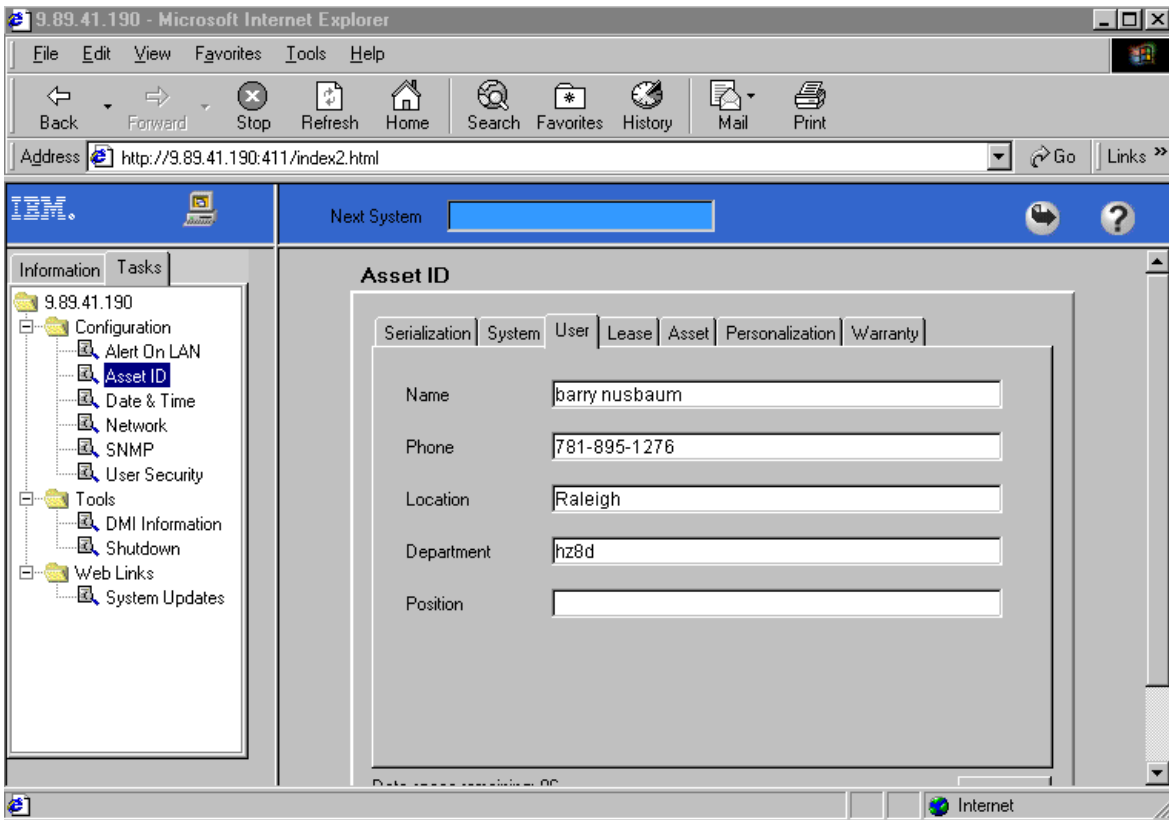 9.89.41.190 - Microsoft Internet Explorer
File Edit View Favorites Tools Help
Back Forward Stop Refresh Home Search Favorites History Mail Print
Address http://9.89.41.190:411/index2.html Go Links »
IBM. Next System ?
Information Tasks
9.89.41.190
Configuration
Alert On LAN
Asset ID
Date & Time
Network
SNMP
User Security
Tools
DMI Information
Shutdown
Web Links
System Updates
Asset ID
Serialization System User Lease Asset Personalization Warranty
Name barry nusbaum
Phone 781-895-1276
Location Raleigh
Department hz8d
Position
Data space remaining:
Internet